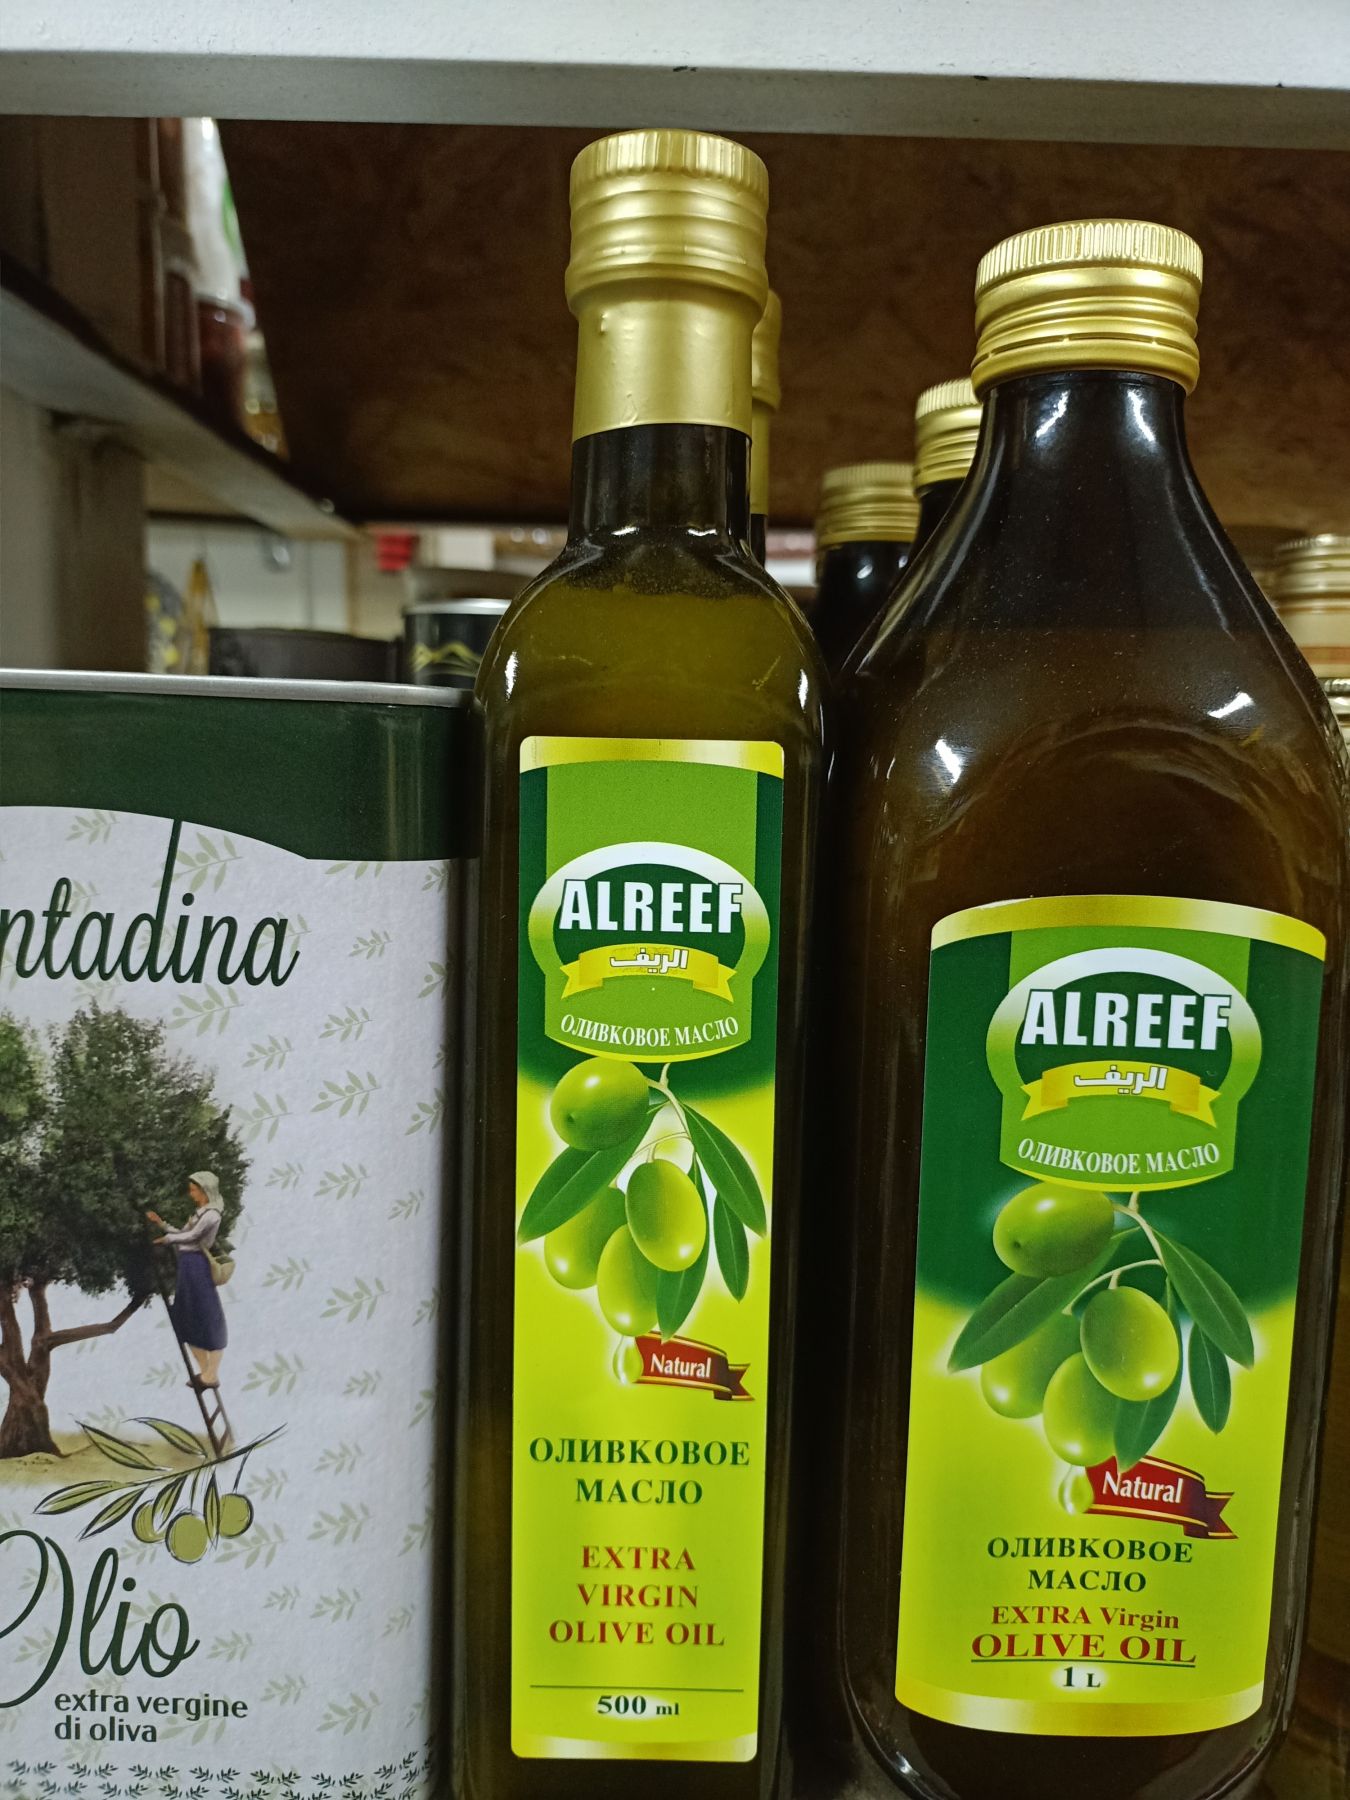 ntadina
Olio
extra vergine
di oliva
ALREEF
الريف
ОЛИВКОВОЕ МАСЛО
Natural
ОЛИВКОВОЕ
МАСЛО
EXTRA
VIRGIN
OLIVE OIL
500 ml
ALREEF
الريف
ОЛИВКОВОЕ МАСЛО
Natural
ОЛИВКОВОЕ
МАСЛО
EXTRA Virgin
OLIVE OIL
1 L